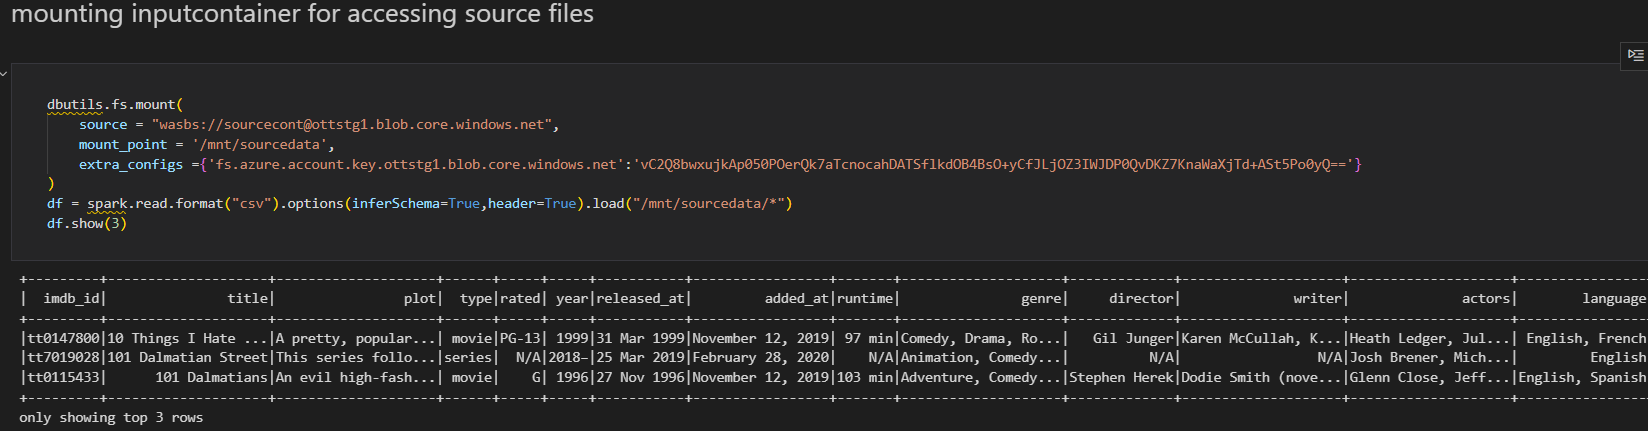 mounting inputcontainer for accessing source files
dbutils.fs.mount(
source = "wasbs://sourcecont@ottstg1.blob.core.windows.net",
mount_point = '/mnt/sourcedata',
extra_configs ={'fs.azure.account.key.ottstg1.blob.core.windows.net':''}
)
df = spark.read.format("csv").options(inferSchema=True,header=True).load("/mnt/sourcedata/*")
df.show(3)
+---------+--------------------+--------------------+------+-----+-----+-----------+-----------------+-------+--------------------+-------------+--------------------+--------------------+----------------
| imdb_id| title| plot| type|rated| year|released_at| added_at|runtime| genre| director| writer| actors| language
+---------+--------------------+--------------------+------+-----+-----+-----------+-----------------+-------+--------------------+-------------+--------------------+--------------------+----------------
|tt0147800|10 Things I Hate ...|A pretty, popular...| movie|PG-13| 1999|31 Mar 1999|November 12, 2019| 97 min|Comedy, Drama, Ro...| Gil Junger|Karen McCullah, K...|Heath Ledger, Jul...| English, French
|tt7019028|101 Dalmatian Street|This series follo...|series| N/A|2018–|25 Mar 2019|February 28, 2020| N/A|Animation, Comedy...| N/A| N/A|Josh Brener, Mich...| English
|tt0115433| 101 Dalmatians|An evil high-fash...| movie| G| 1996|27 Nov 1996|November 12, 2019|103 min|Adventure, Comedy...|Stephen Herek|Dodie Smith (nove...|Glenn Close, Jeff...|English, Spanish
+---------+--------------------+--------------------+------+-----+-----+-----------+-----------------+-------+--------------------+-------------+--------------------+--------------------+----------------
only showing top 3 rows